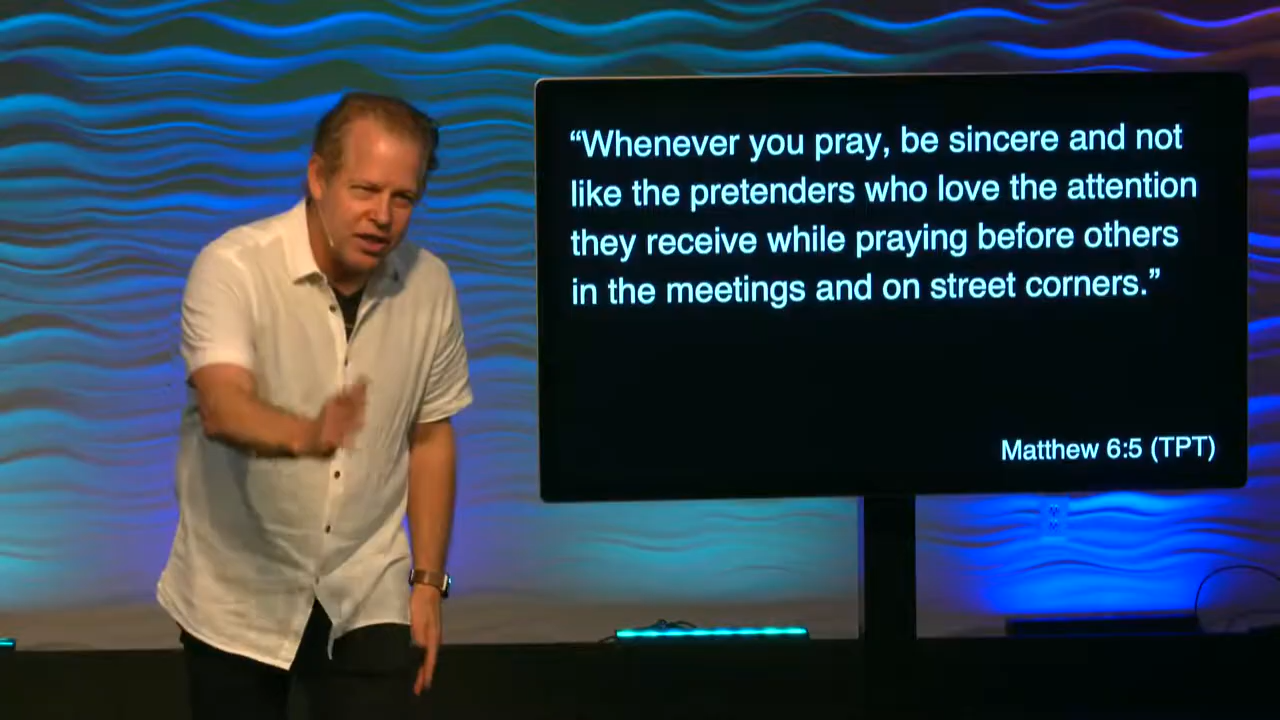 “Whenever you pray, be sincere and not
like the pretenders who love the attention
they receive while praying before others
in the meetings and on street corners.”
Matthew 6:5 (TPT)